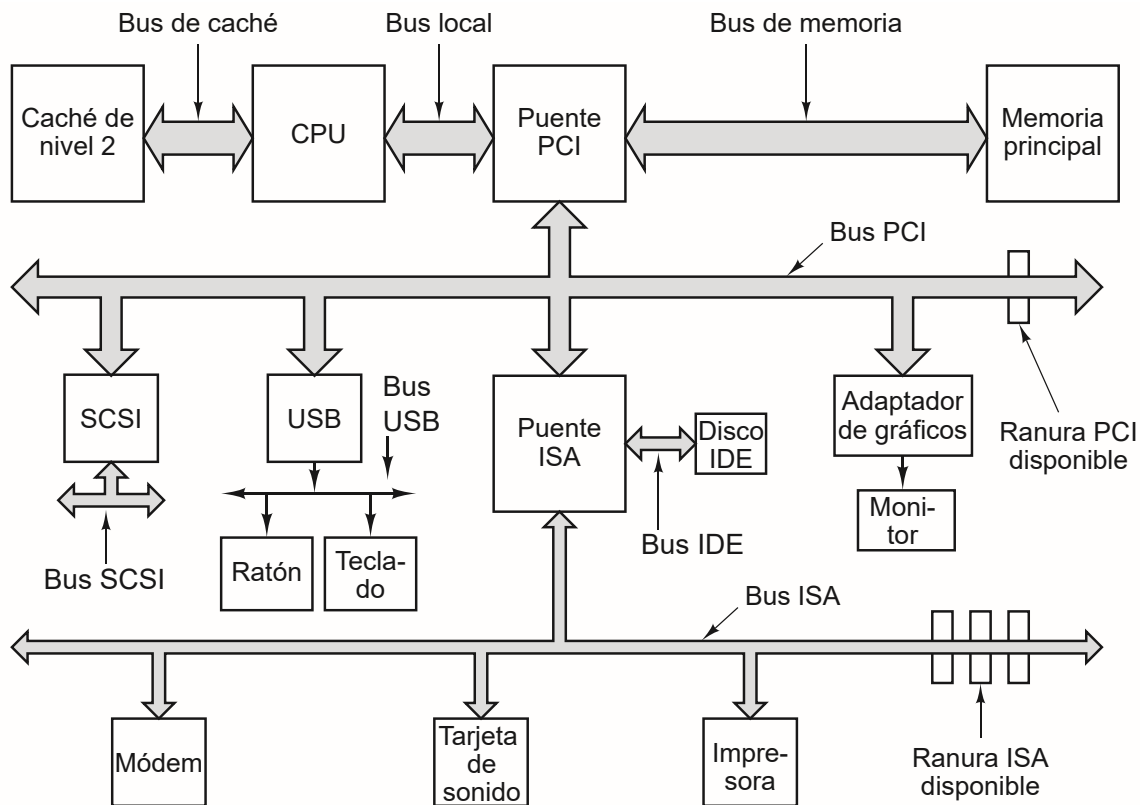 Bus de caché
Bus local
Bus de memoria
Caché de
nivel 2
CPU
Puente
PCI
Memoria
principal
Bus PCI
SCSI
USB
Bus
USB
Puente
ISA
Disco
IDE
Adaptador
de gráficos
Ranura PCI
disponible
Moni-
tor
Bus SCSI
Ratón
Tecla-
do
Bus IDE
Bus ISA
Módem
Tarjeta
de
sonido
Impre-
sora
Ranura ISA
disponible